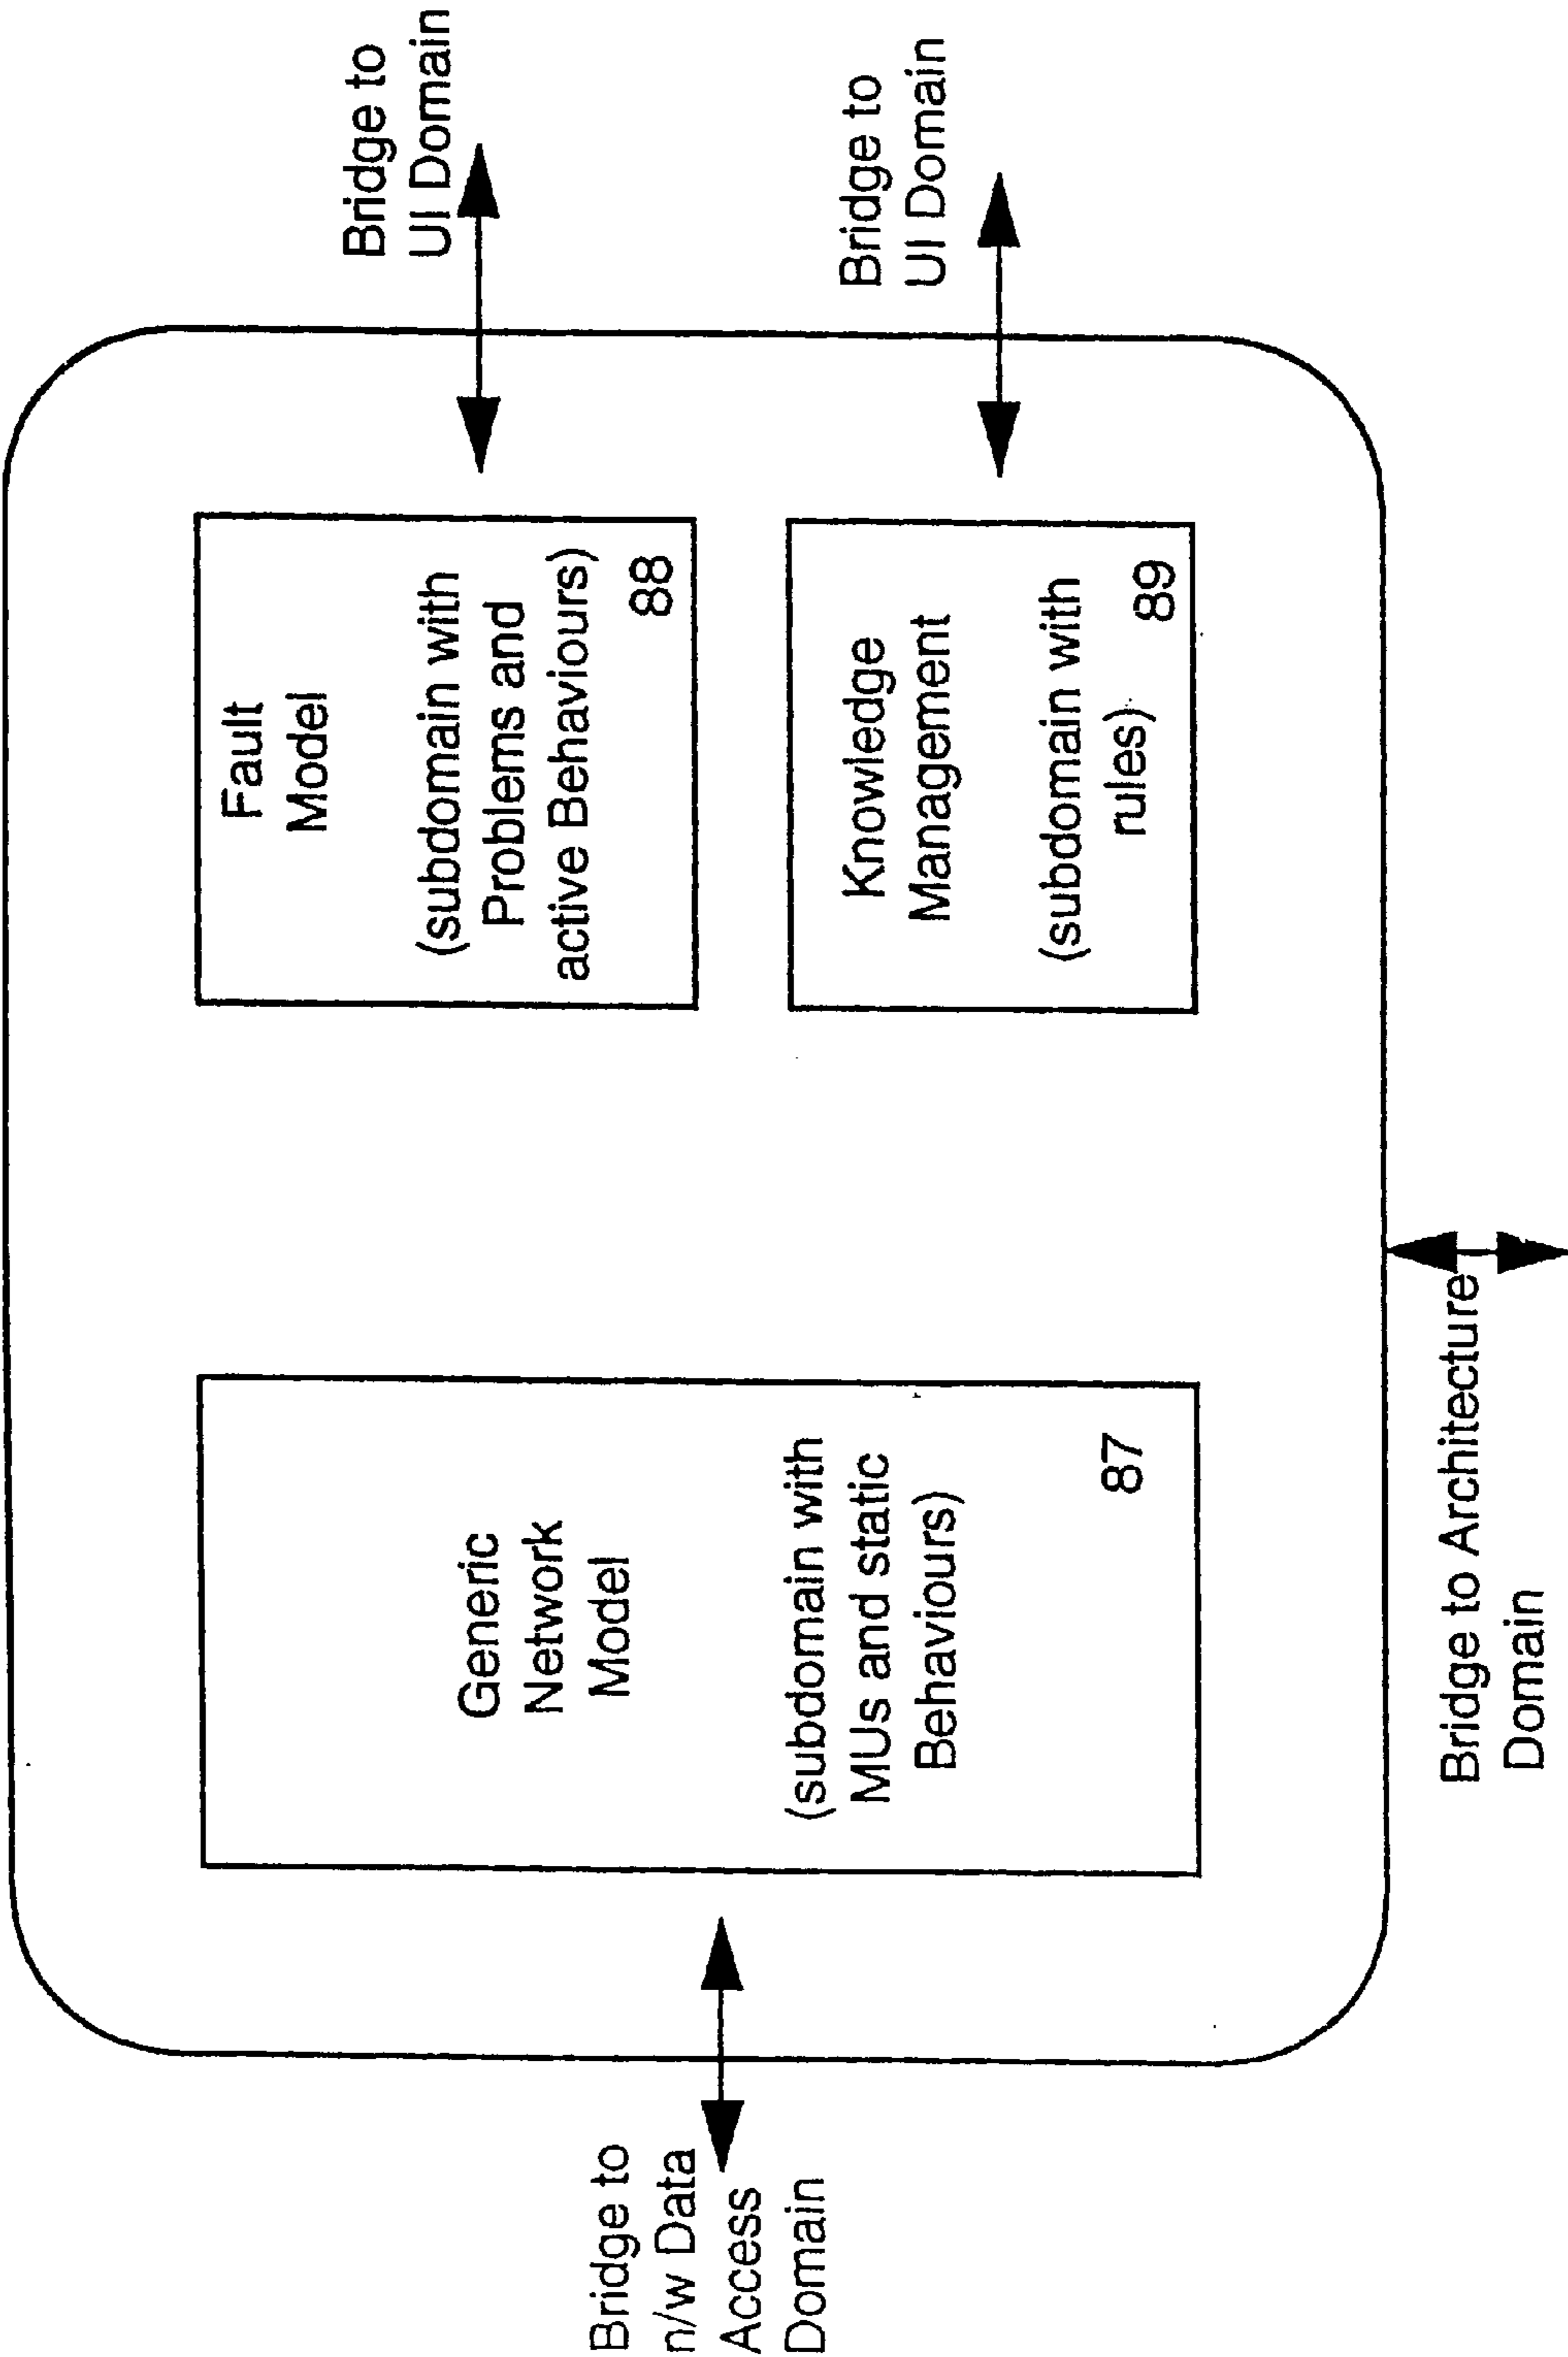 Bridge to
n/w Data
Access
Domain
Generic
Network
Model
(subdomain with
MUs and static
Behaviours)
87
Fault
Model
(subdomain with
Problems and
active Behaviours)
88
Knowledge
Management
(subdomain with
rules)
89
Bridge to
UI Domain
Bridge to
UI Domain
Bridge to Architecture
Domain